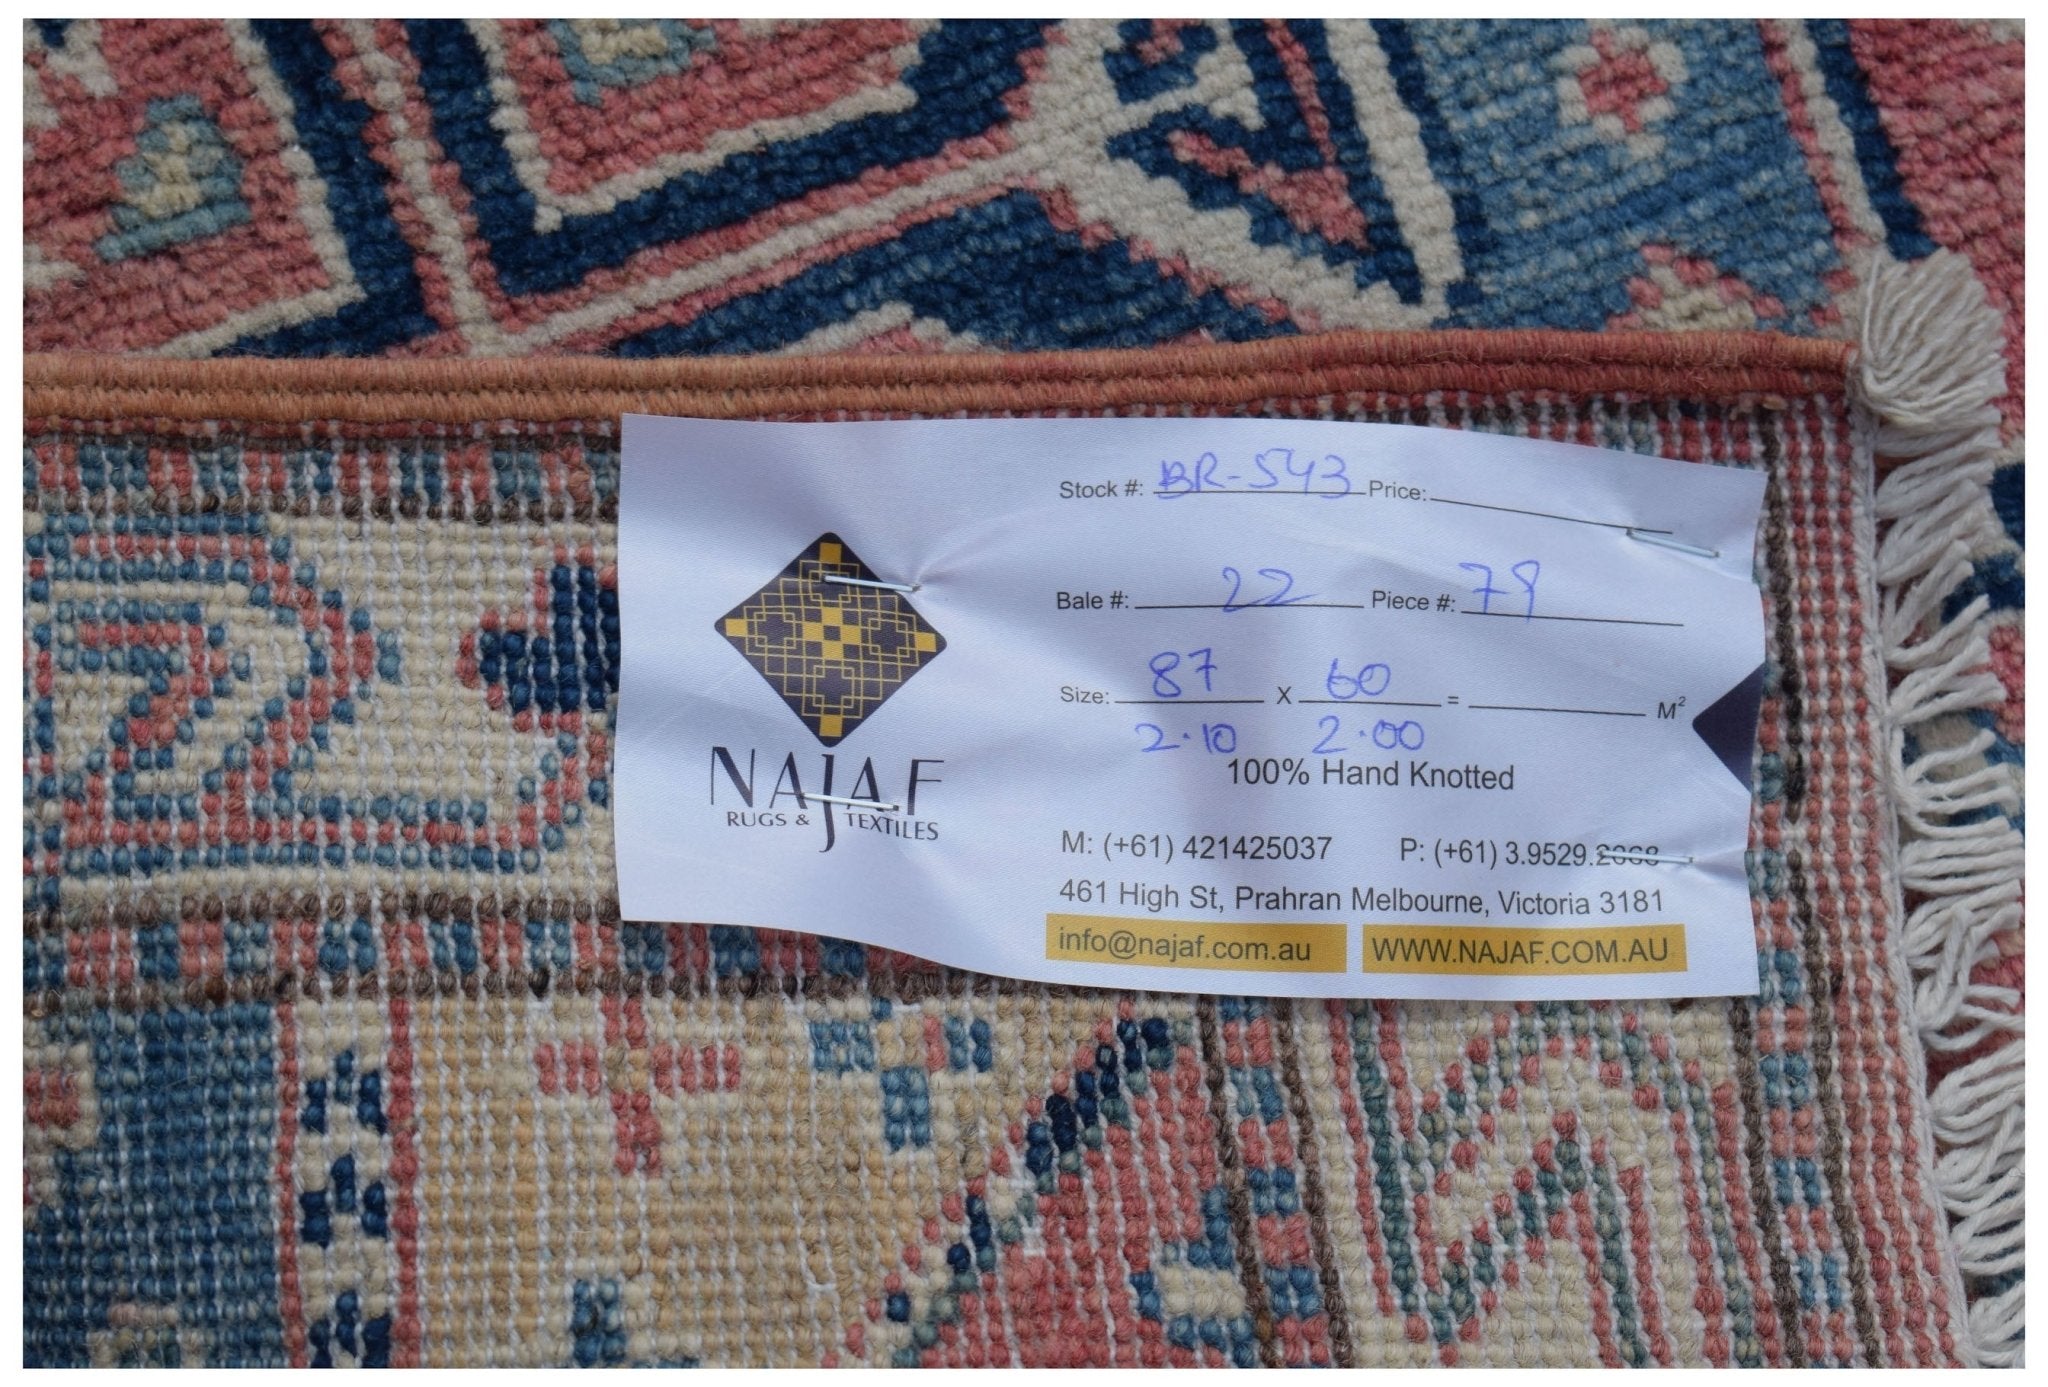 Stock #: BR-543 Price:
Bale #: 22 Piece #: 79
Size: 87 X 60 = M²
2.10 2.00
100% Hand Knotted
NAJAF
RUGS & TEXTILES
M: (+61) 421425037 P: (+61) 3.9529.2668
461 High St, Prahran Melbourne, Victoria 3181
info@najaf.com.au WWW.NAJAF.COM.AU